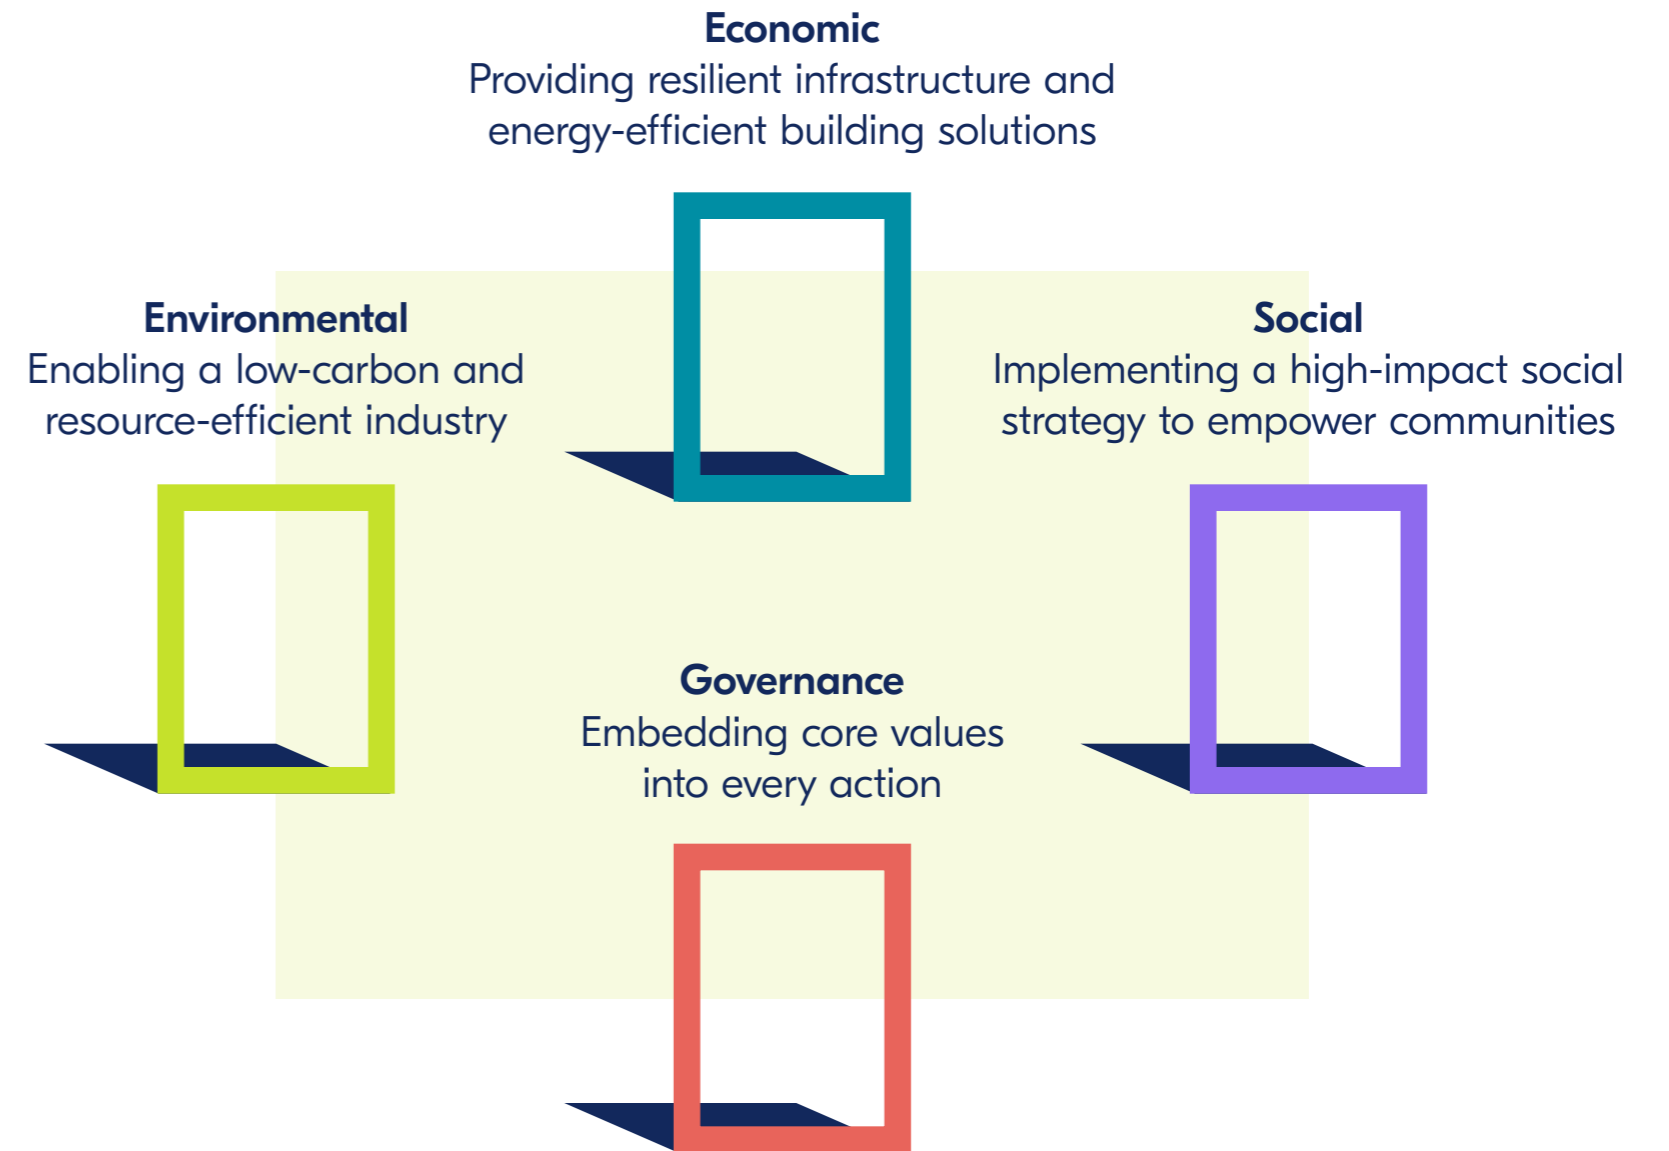 Economic
Providing resilient infrastructure and
energy-efficient building solutions
Environmental
Enabling a low-carbon and
resource-efficient industry
Social
Implementing a high-impact social
strategy to empower communities
Governance
Embedding core values
into every action